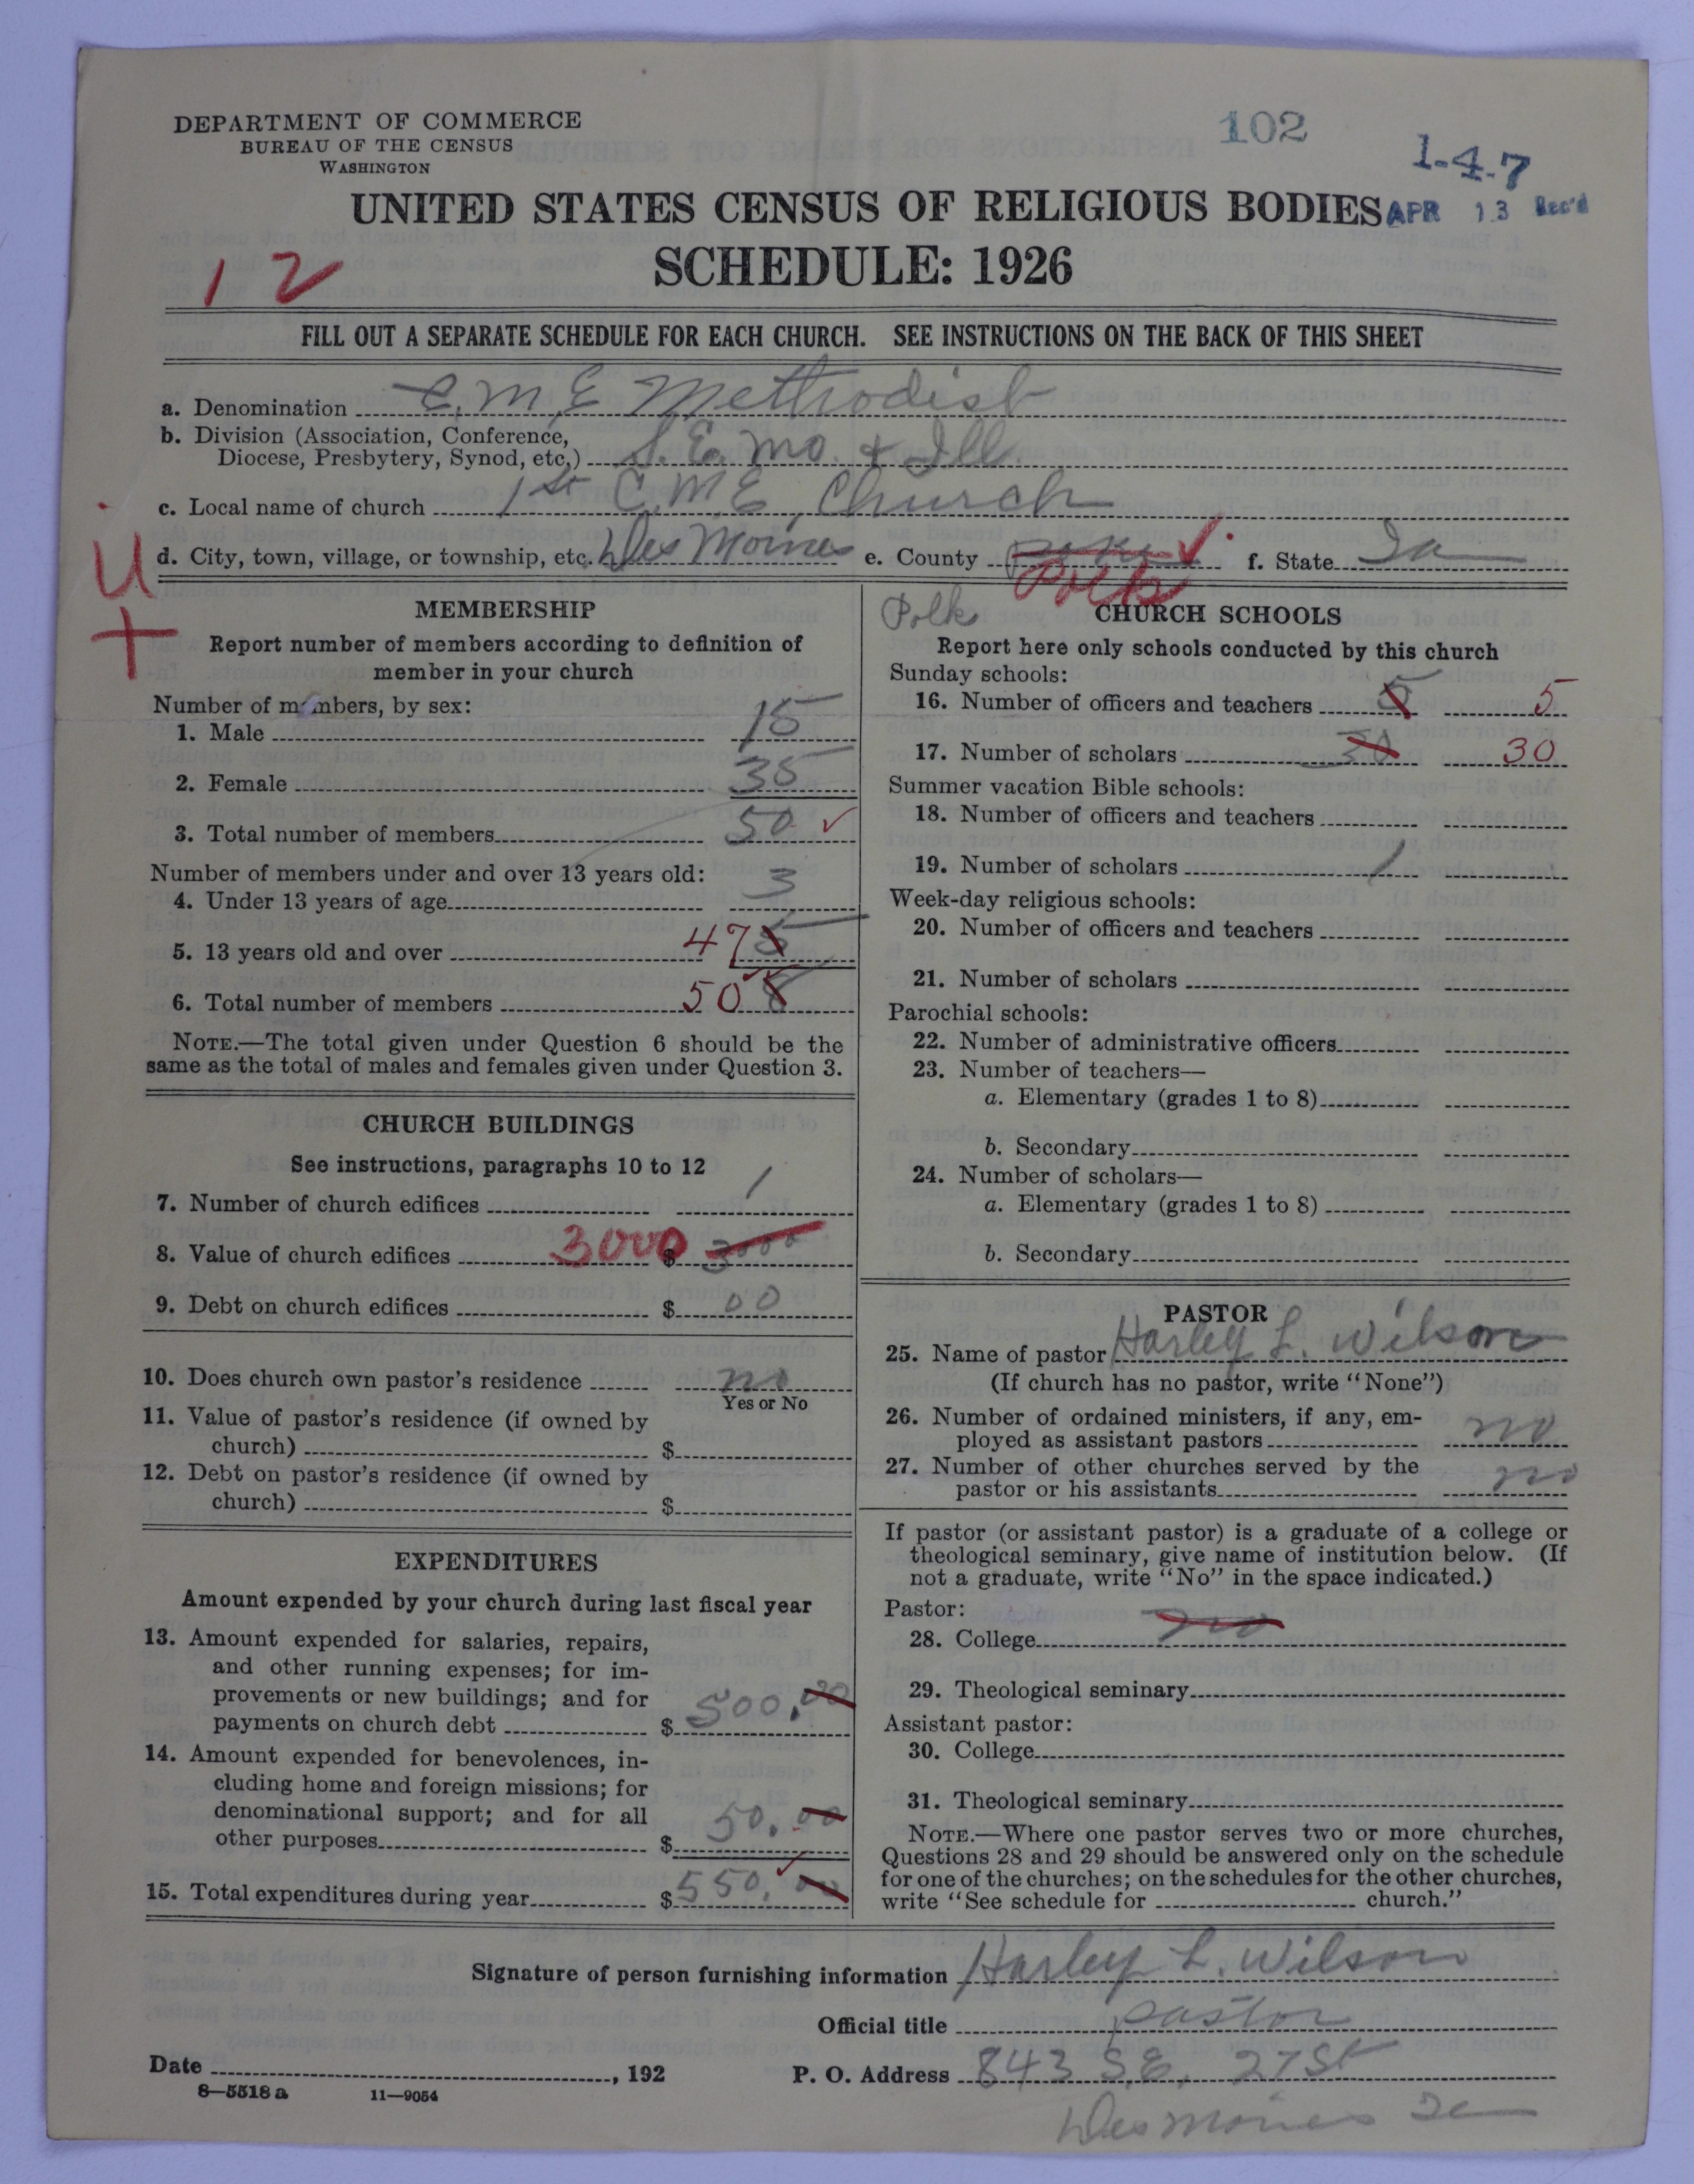 DEPARTMENT OF COMMERCE
BUREAU OF THE CENSUS
WASHINGTON
102
1-4-7
UNITED STATES CENSUS OF RELIGIOUS BODIES
APR 13 Rec'd
SCHEDULE: 1926
12
FILL OUT A SEPARATE SCHEDULE FOR EACH CHURCH. SEE INSTRUCTIONS ON THE BACK OF THIS SHEET
a. Denomination C.M.E Methodist
b. Division (Association, Conference,
Diocese, Presbytery, Synod, etc.) S.E. Mo. + Ill.
c. Local name of church 1st C.M.E. Church
U
+
d. City, town, village, or township, etc. Des Moines e. County Polk f. State Ia
MEMBERSHIP
Report number of members according to definition of
member in your church
Number of members, by sex:
1. Male 15
2. Female 35
3. Total number of members 50 ✓
Number of members under and over 13 years old:
4. Under 13 years of age 3
5. 13 years old and over 47 5
6. Total number of members 50 8
NOTE.—The total given under Question 6 should be the
same as the total of males and females given under Question 3.
CHURCH BUILDINGS
See instructions, paragraphs 10 to 12
7. Number of church edifices 1
8. Value of church edifices 3000 $ 3000
9. Debt on church edifices $ 00
10. Does church own pastor's residence no
Yes or No
11. Value of pastor's residence (if owned by
church) $
12. Debt on pastor's residence (if owned by
church) $
EXPENDITURES
Amount expended by your church during last fiscal year
13. Amount expended for salaries, repairs,
and other running expenses; for im-
provements or new buildings; and for
payments on church debt $ 500.00
14. Amount expended for benevolences, in-
cluding home and foreign missions; for
denominational support; and for all
other purposes $ 50.00
15. Total expenditures during year $ 550.00
Polk
CHURCH SCHOOLS
Report here only schools conducted by this church
Sunday schools:
16. Number of officers and teachers 5 5
17. Number of scholars 30 30
Summer vacation Bible schools:
18. Number of officers and teachers
19. Number of scholars /
Week-day religious schools:
20. Number of officers and teachers
21. Number of scholars
Parochial schools:
22. Number of administrative officers
23. Number of teachers—
a. Elementary (grades 1 to 8)
b. Secondary
24. Number of scholars—
a. Elementary (grades 1 to 8)
b. Secondary
PASTOR
25. Name of pastor Harley L. Wilson
(If church has no pastor, write "None")
26. Number of ordained ministers, if any, em-
ployed as assistant pastors no
27. Number of other churches served by the
pastor or his assistants no
If pastor (or assistant pastor) is a graduate of a college or
theological seminary, give name of institution below. (If
not a graduate, write "No" in the space indicated.)
Pastor:
28. College no
29. Theological seminary
Assistant pastor:
30. College
31. Theological seminary
NOTE.—Where one pastor serves two or more churches,
Questions 28 and 29 should be answered only on the schedule
for one of the churches; on the schedules for the other churches,
write "See schedule for church."
Signature of person furnishing information Harley L. Wilson
Official title pastor
Date , 192 P. O. Address 843 S.E. 27 St
8—5518 a 11—9054
Des Moines Ia